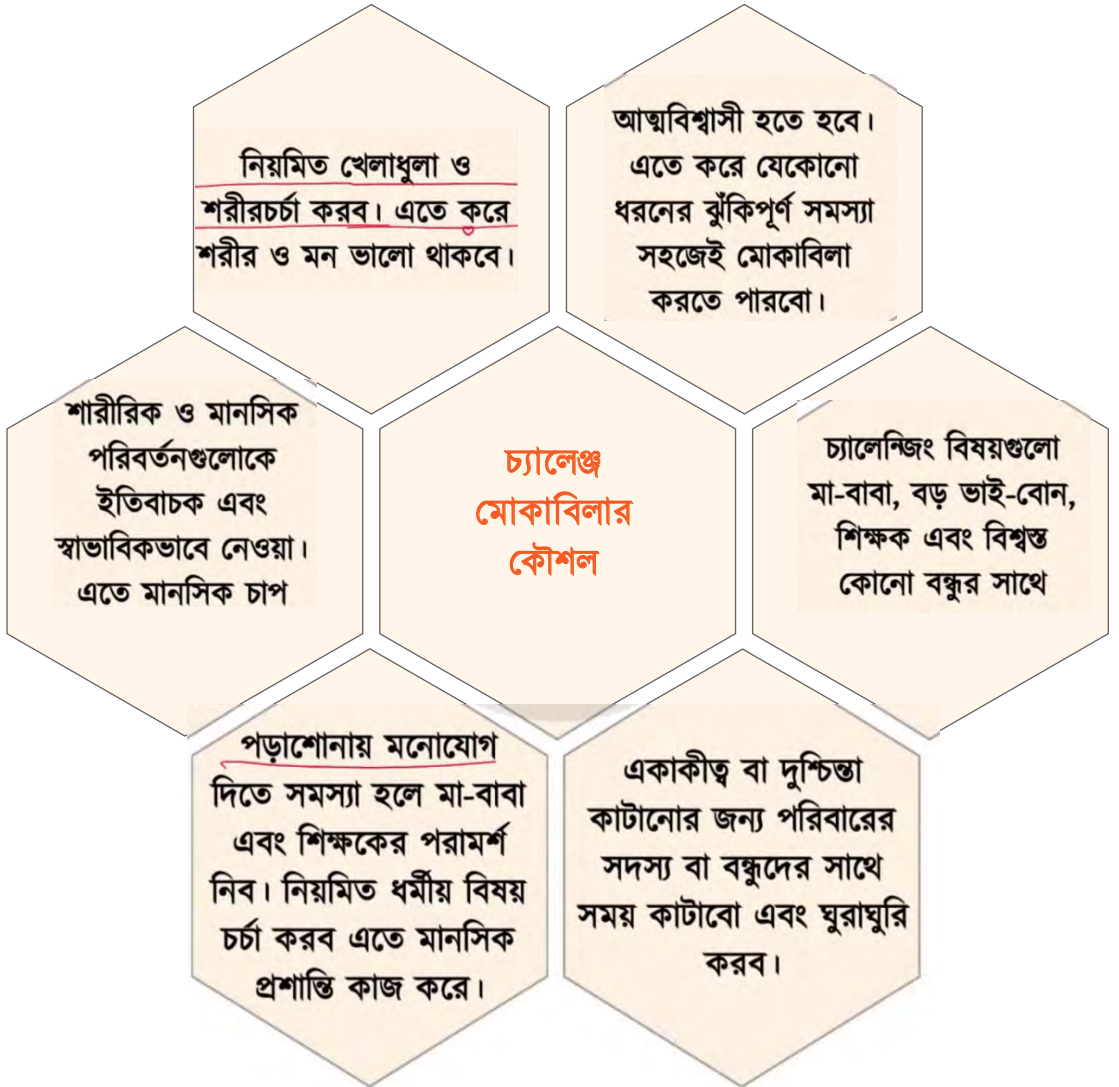 নিয়মিত খেলাধুলা ও
শরীরচর্চা করব। এতে করে
শরীর ও মন ভালো থাকবে।
আত্মবিশ্বাসী হতে হবে।
এতে করে যেকোনো
ধরনের ঝুঁকিপূর্ণ সমস্যা
সহজেই মোকাবিলা
করতে পারবো।
শারীরিক ও মানসিক
পরিবর্তনগুলোকে
ইতিবাচক এবং
স্বাভাবিকভাবে নেওয়া।
এতে মানসিক চাপ
চ্যালেঞ্জ
মোকাবিলার
কৌশল
চ্যালেন্জিং বিষয়গুলো
মা-বাবা, বড় ভাই-বোন,
শিক্ষক এবং বিশ্বস্ত
কোনো বন্ধুর সাথে
পড়াশোনায় মনোযোগ
দিতে সমস্যা হলে মা-বাবা
এবং শিক্ষকের পরামর্শ
নিব। নিয়মিত ধর্মীয় বিষয়
চর্চা করব এতে মানসিক
প্রশান্তি কাজ করে।
একাকীত্ব বা দুশ্চিন্তা
কাটানোর জন্য পরিবারের
সদস্য বা বন্ধুদের সাথে
সময় কাটাবো এবং ঘুরাঘুরি
করব।